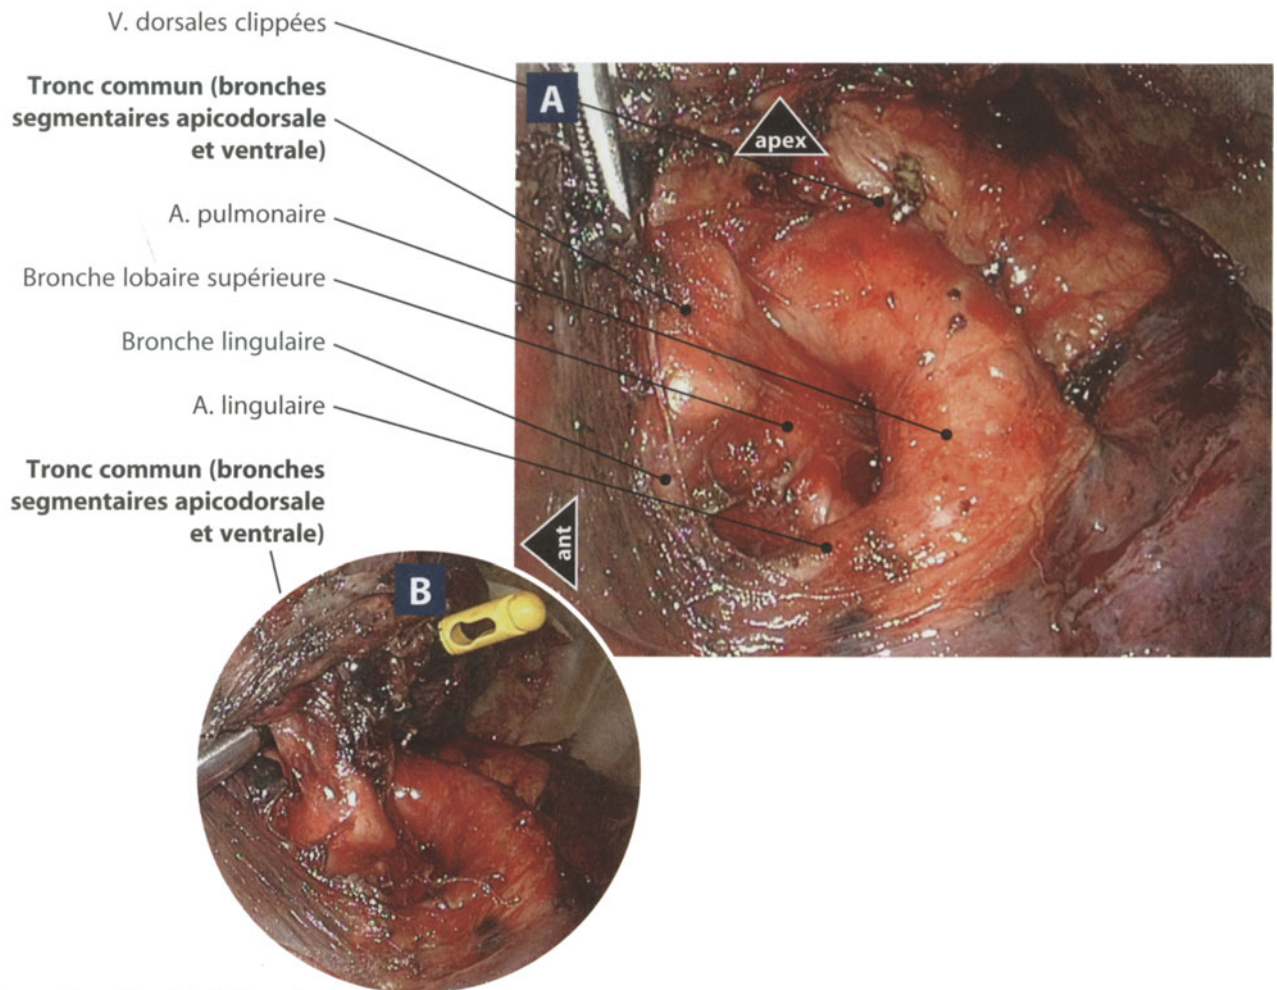 V. dorsales clippées
Tronc commun (bronches
segmentaires apicodorsale
et ventrale)
A. pulmonaire
Bronche lobaire supérieure
Bronche lingulaire
A. lingulaire
Tronc commun (bronches
segmentaires apicodorsale
et ventrale)
A
apex
ant
B